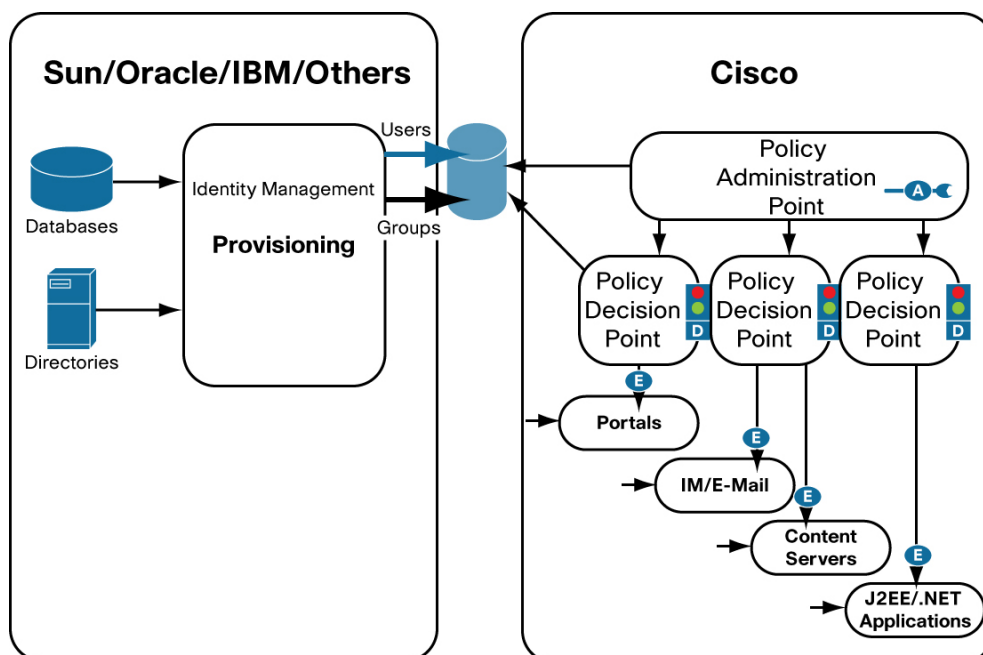 Sun/Oracle/IBM/Others
Databases
Directories
Identity Management
Provisioning
Users
Groups
Cisco
Policy
Administration
Point
A
Policy
Decision
Point
D
Policy
Decision
Point
D
Policy
Decision
Point
D
E
Portals
E
IM/E-Mail
E
Content
Servers
E
J2EE/.NET
Applications